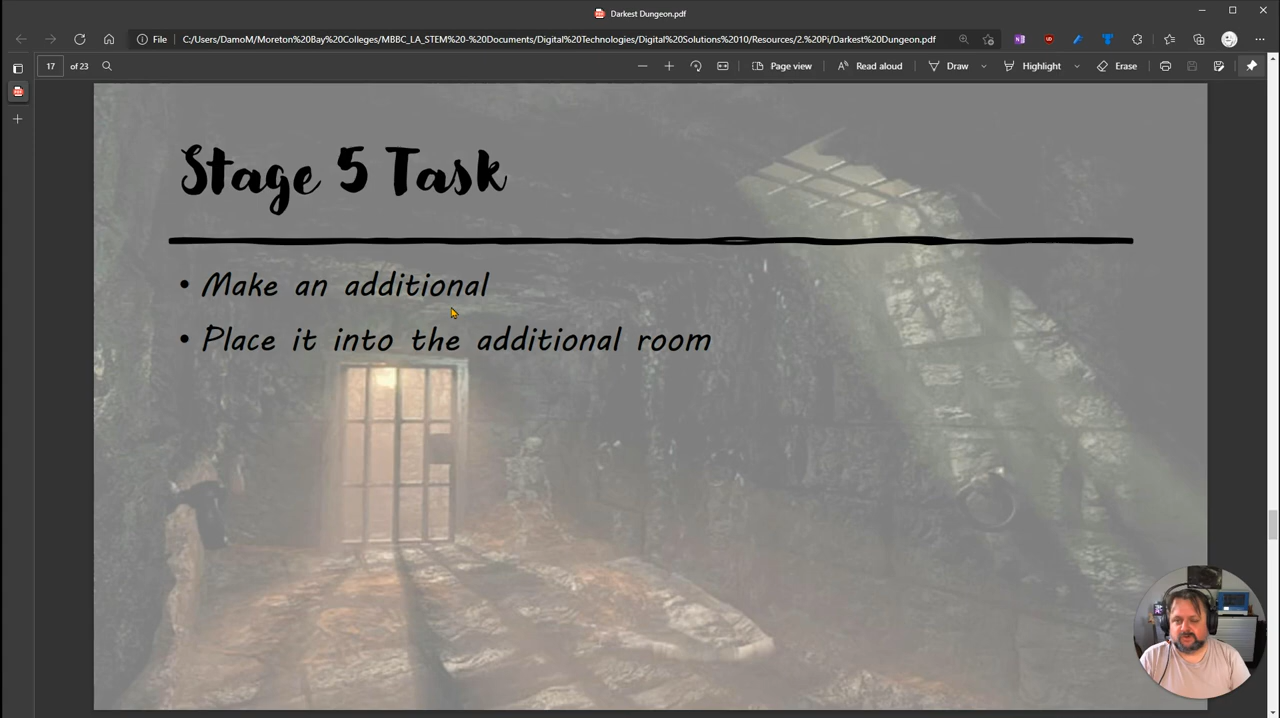 Darkest Dungeon.pdf
File C:/Users/DamoM/Moreton%20Bay%20Colleges/MBBC_LA_STEM%20-%20Documents/Digital%20Technologies/Digital%20Solutions%2010/Resources/2.%20Pi/Darkest%20Dungeon.pdf
17 of 23 Page view Read aloud Draw Highlight Erase
Stage 5 Task
• Make an additional
• Place it into the additional room